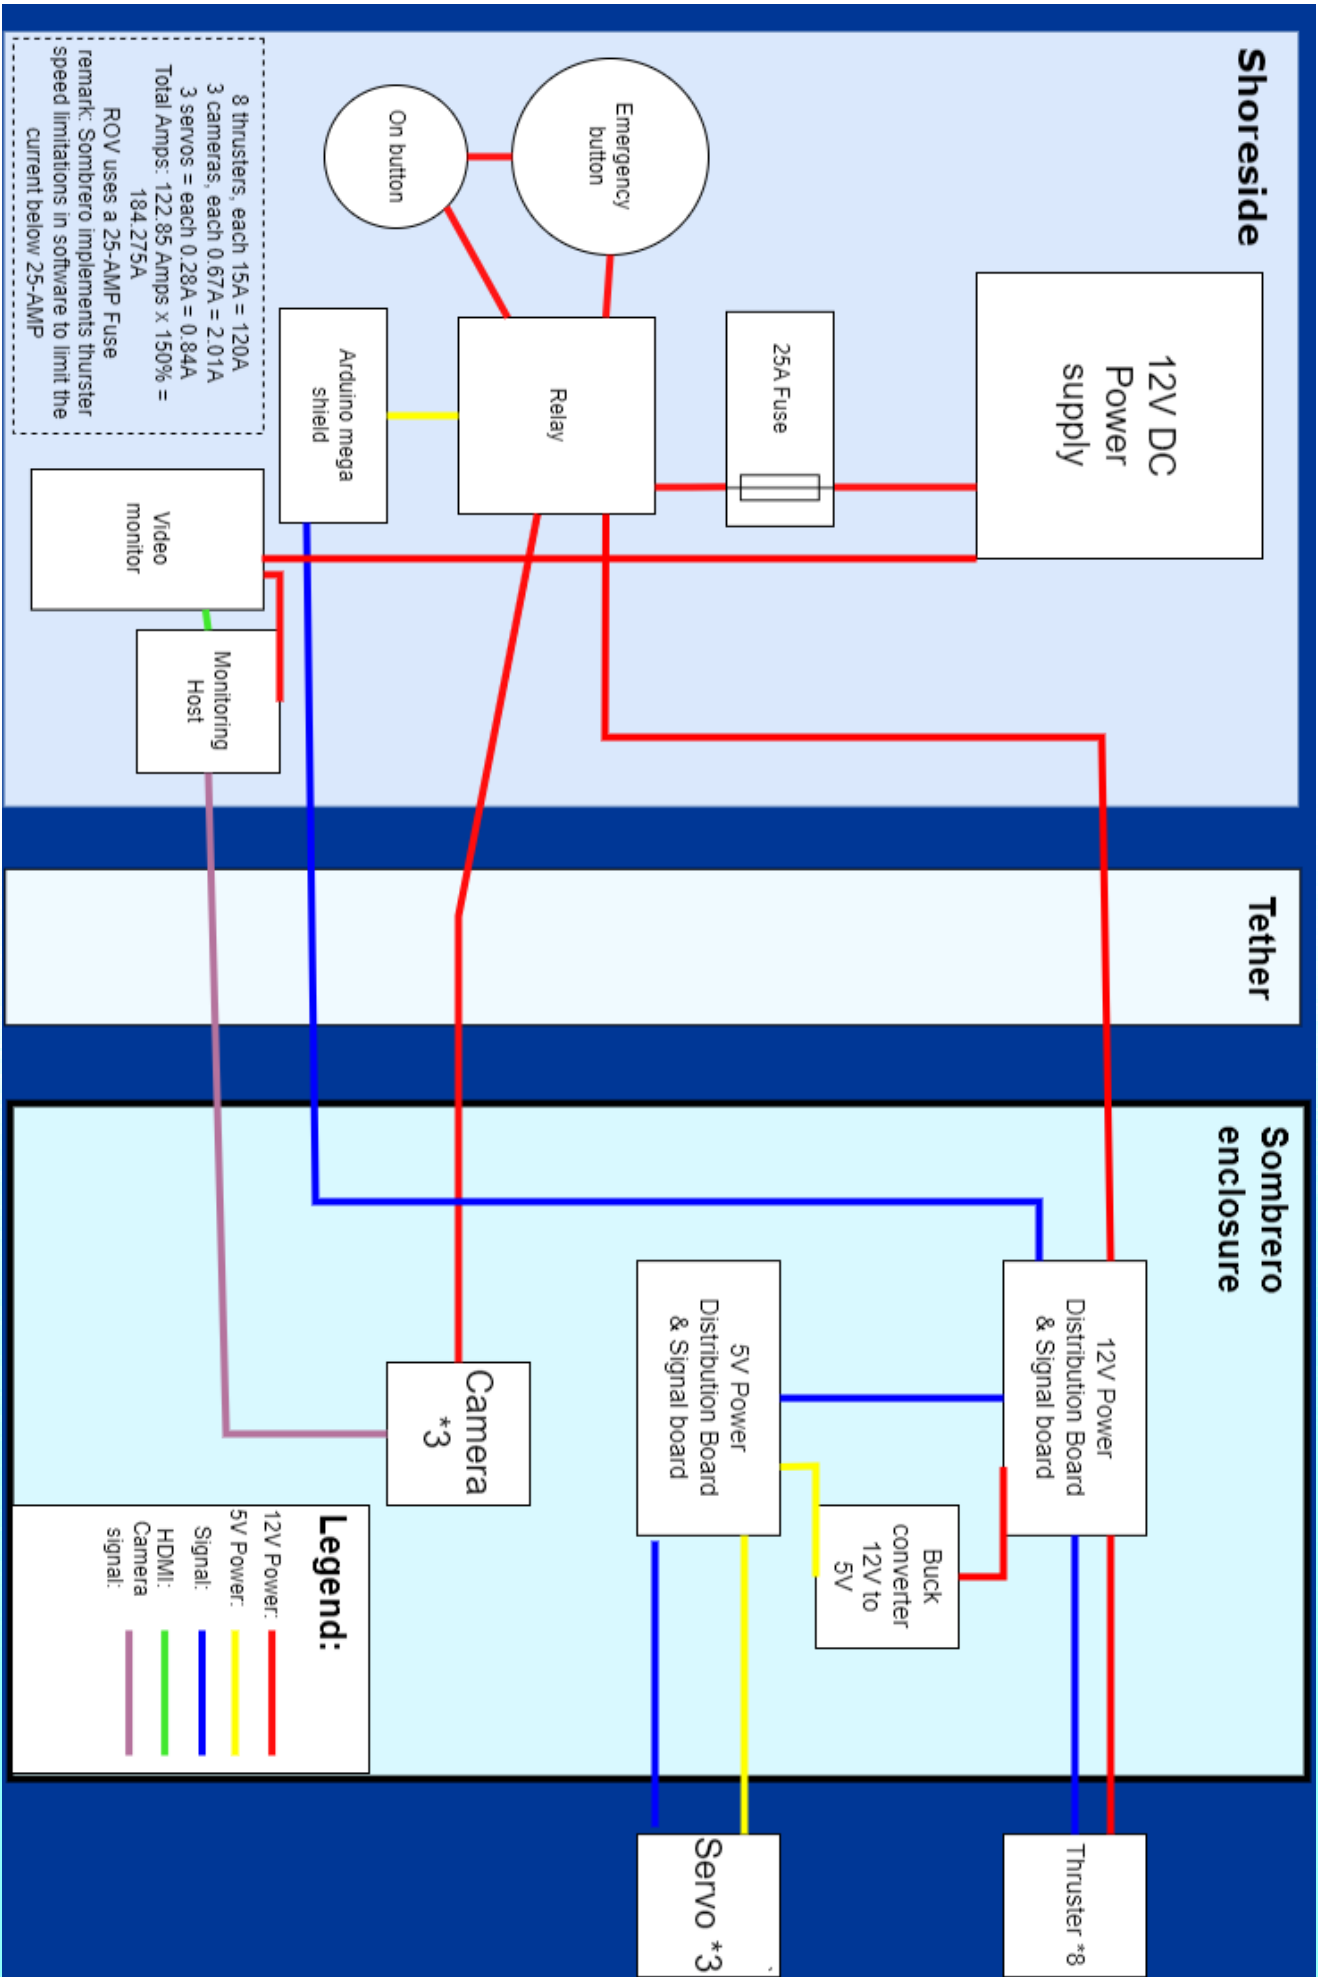 Shoreside
12V DC
Power
supply
25A Fuse
Emergency
button
On button
Relay
Arduino mega
shield
Video
monitor
Monitoring
Host
8 thrusters, each 15A = 120A
3 cameras, each 0.67A = 2.01A
3 servos = each 0.28A = 0.84A
Total Amps: 122.85 Amps x 150% =
184.275A
ROV uses a 25-AMP Fuse
remark: Sombrero implements thurster
speed limitations in software to limit the
current below 25-AMP
Tether
Sombrero
enclosure
12V Power
Distribution Board
& Signal board
5V Power
Distribution Board
& Signal board
Buck
converter
12V to
5V
Camera
*3
Thruster *8
Servo *3
Legend:
12V Power:
5V Power:
Signal:
HDMI:
Camera
signal: